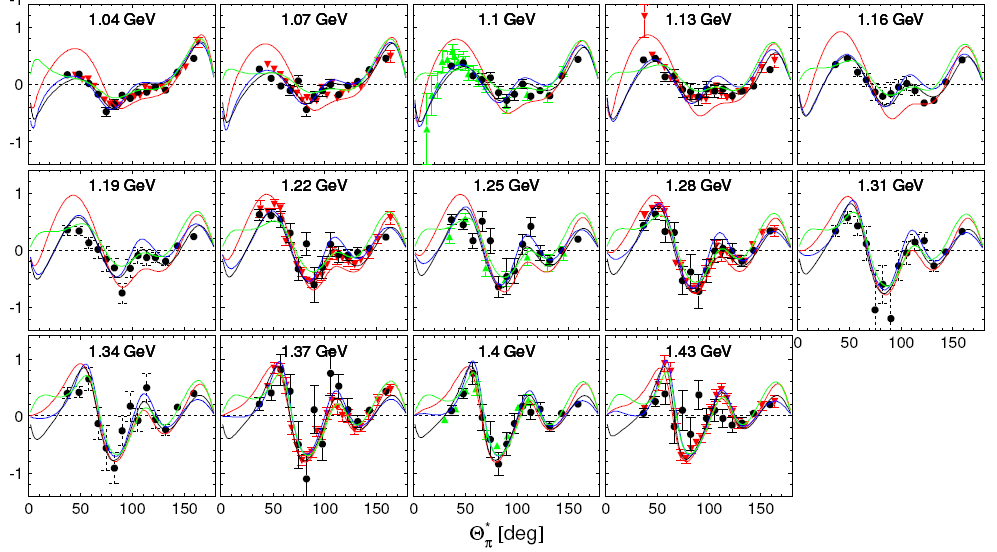 1 1.04 GeV 1.07 GeV 1.1 GeV 1.13 GeV 1.16 GeV
0
-1
1 1.19 GeV 1.22 GeV 1.25 GeV 1.28 GeV 1.31 GeV
0
-1
0 50 100 150
1 1.34 GeV 1.37 GeV 1.4 GeV 1.43 GeV
0
-1
0 50 100 150 0 50 100 150 0 50 100 150 0 50 100 150
Θ*π [deg]